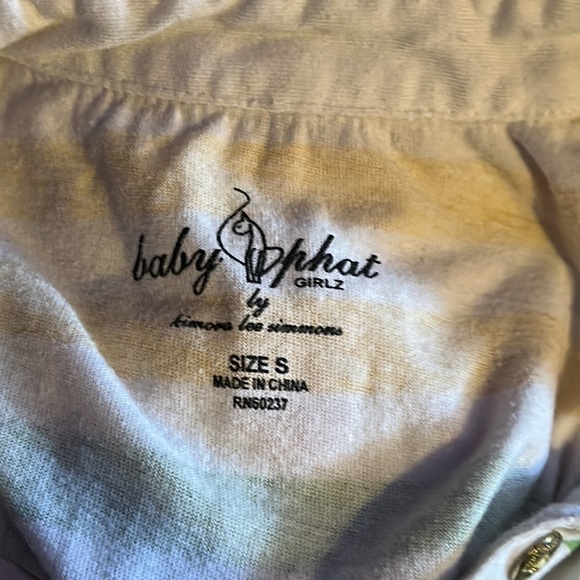 baby phat
GIRLZ
by
kimora lee simmons
SIZE S
MADE IN CHINA
RN60237